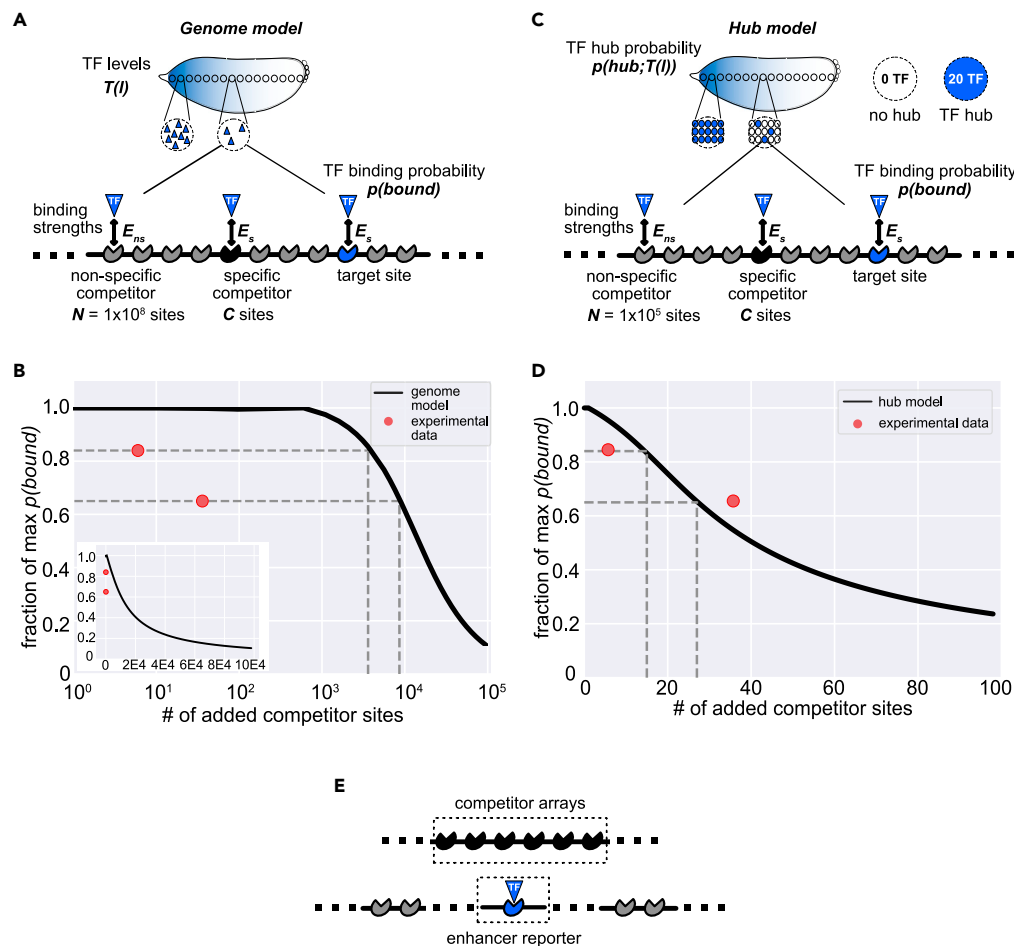 A
Genome model
TF levels
T(l)
TF binding probability
p(bound)
binding
strengths
TF
TF
TF
Ens
Es
Es
non-specific
competitor
N = 1x10⁸ sites
specific
competitor
C sites
target site
C
Hub model
TF hub probability
p(hub;T(l))
0 TF
no hub
20 TF
TF hub
TF binding probability
p(bound)
binding
strengths
TF
TF
TF
Ens
Es
Es
non-specific
competitor
N = 1x10⁵ sites
specific
competitor
C sites
target site
B
fraction of max p(bound)
1.0
0.8
0.6
0.4
0.2
0
genome
model
experimental
data
1.0
0.8
0.6
0.4
0.2
0
0 2E4 4E4 6E4 8E4 10E4
10⁰ 10¹ 10² 10³ 10⁴ 10⁵
# of added competitor sites
D
fraction of max p(bound)
1.0
0.8
0.6
0.4
0.2
0
hub model
experimental data
0 20 40 60 80 100
# of added competitor sites
E
competitor arrays
TF
enhancer reporter